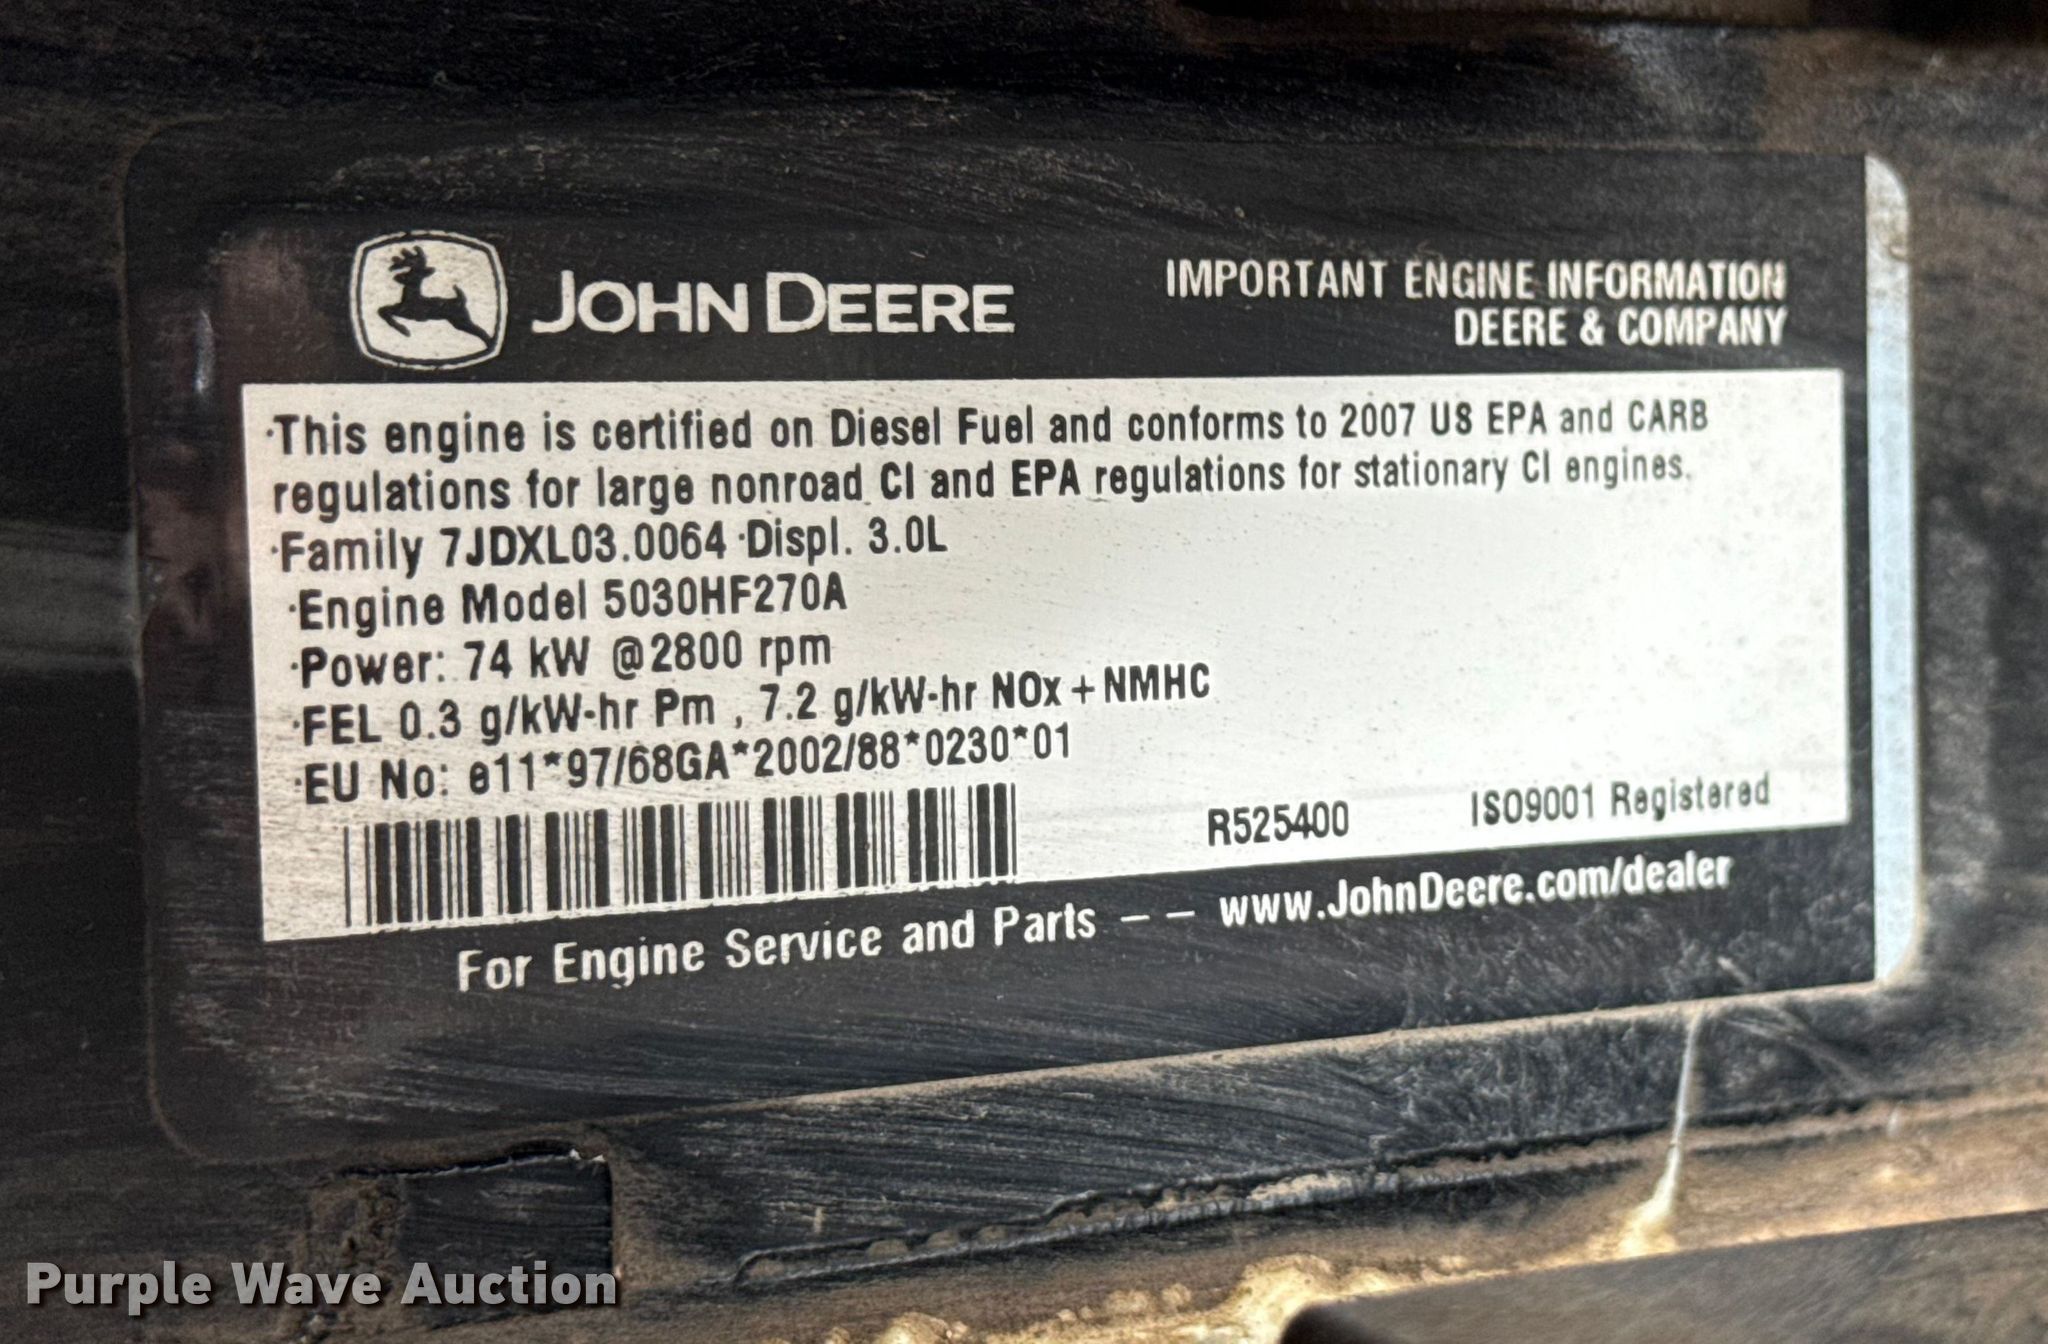 JOHN DEERE
IMPORTANT ENGINE INFORMATION
DEERE & COMPANY
·This engine is certified on Diesel Fuel and conforms to 2007 US EPA and CARB
regulations for large nonroad CI and EPA regulations for stationary CI engines.
·Family 7JDXL03.0064 ·Displ. 3.0L
·Engine Model 5030HF270A
·Power: 74 kW @2800 rpm
·FEL 0.3 g/kW-hr Pm , 7.2 g/kW-hr NOx + NMHC
·EU No: e11*97/68GA*2002/88*0230*01
R525400 ISO9001 Registered
For Engine Service and Parts - - www.JohnDeere.com/dealer
Purple Wave Auction